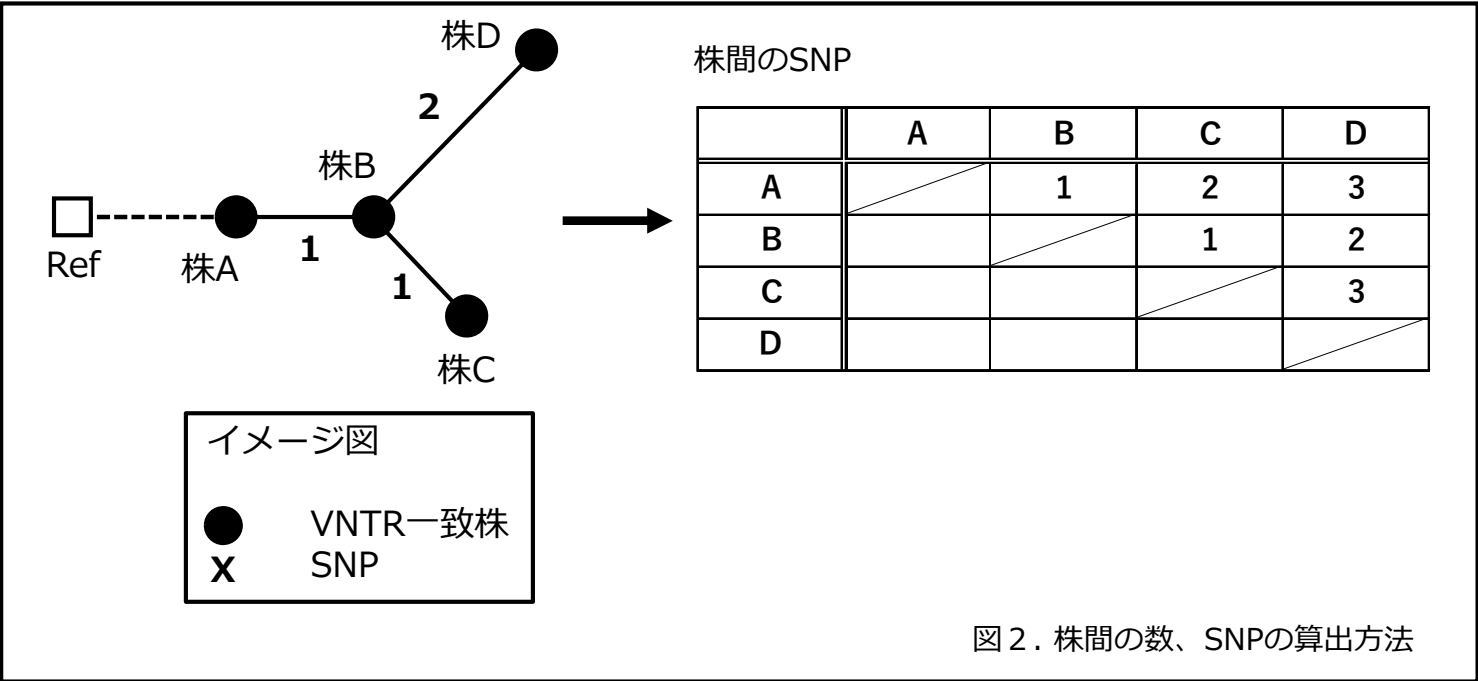 株D
2
株B
Ref
株A
1
1
株C
株間のSNP
A B C D
A 1 2 3
B 1 2
C 3
D
イメージ図
VNTR一致株
X SNP
図２. 株間の数、SNPの算出方法